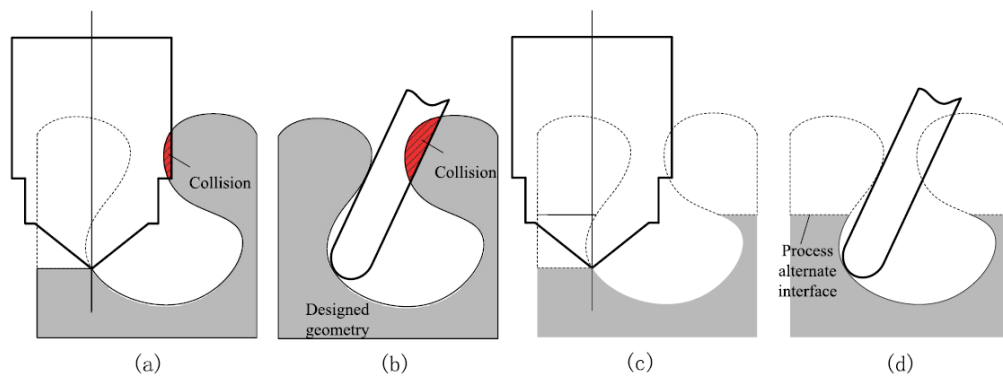 Collision
Collision
Designed
geometry
Process
alternate
interface
(a)
(b)
(c)
(d)